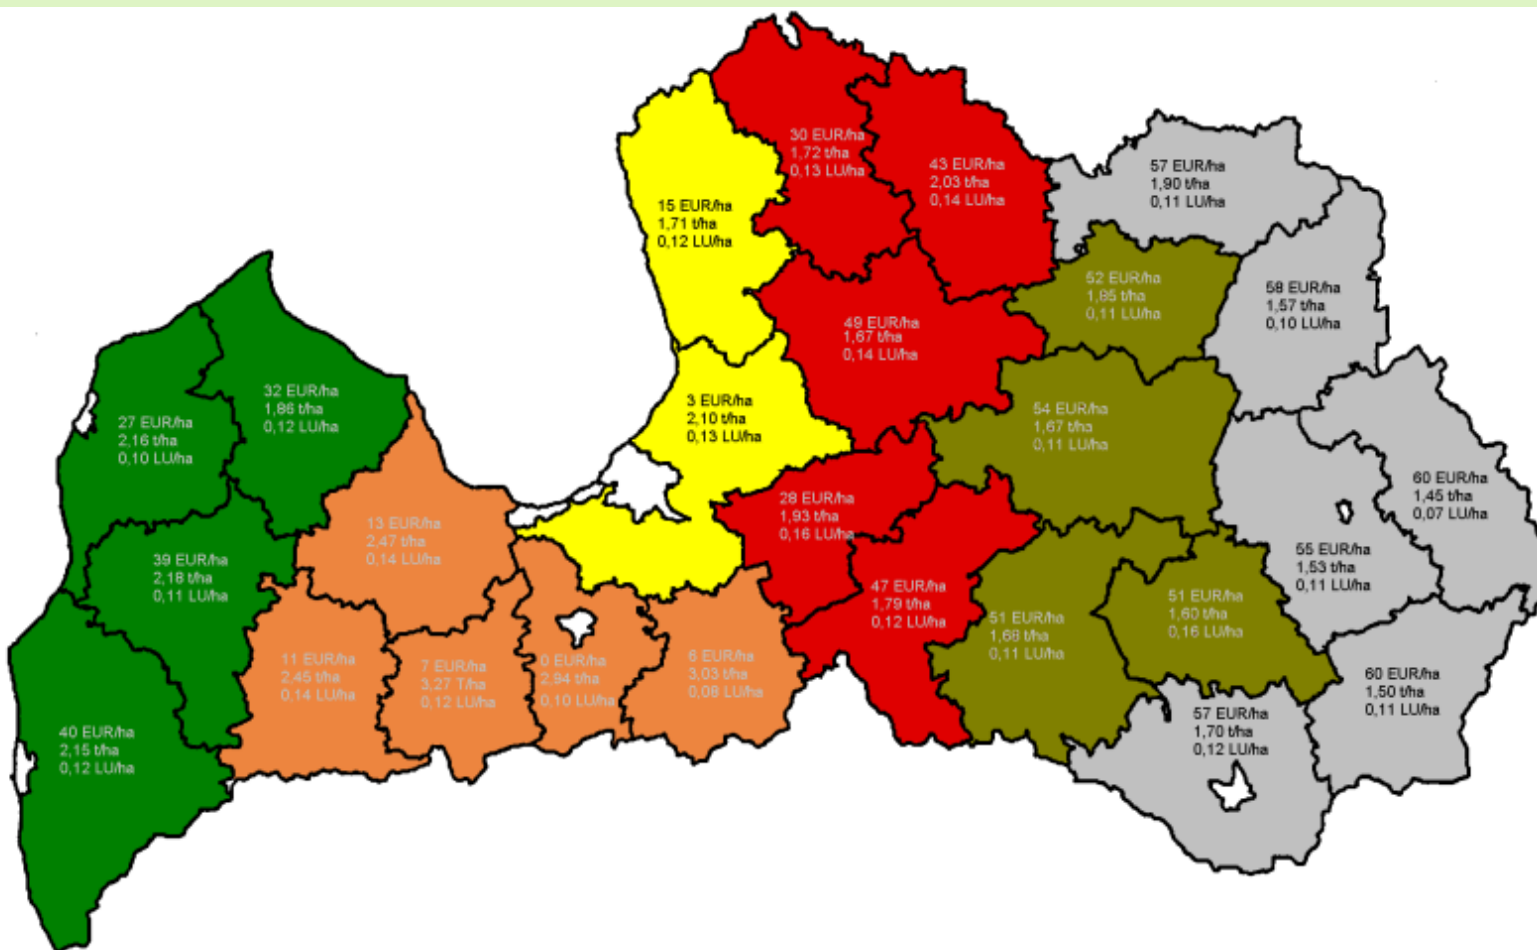 30 EUR/ha
1,72 t/ha
0,13 LU/ha
43 EUR/ha
2,03 t/ha
0,14 LU/ha
57 EUR/ha
1,90 t/ha
0,11 LU/ha
15 EUR/ha
1,71 t/ha
0,12 LU/ha
52 EUR/ha
1,85 t/ha
0,11 LU/ha
58 EUR/ha
1,57 t/ha
0,10 LU/ha
49 EUR/ha
1,67 t/ha
0,14 LU/ha
32 EUR/ha
1,86 t/ha
0,12 LU/ha
27 EUR/ha
2,16 t/ha
0,10 LU/ha
3 EUR/ha
2,10 t/ha
0,13 LU/ha
54 EUR/ha
1,67 t/ha
0,11 LU/ha
60 EUR/ha
1,45 t/ha
0,07 LU/ha
28 EUR/ha
1,93 t/ha
0,16 LU/ha
13 EUR/ha
2,47 t/ha
0,14 LU/ha
39 EUR/ha
2,18 t/ha
0,11 LU/ha
55 EUR/ha
1,53 t/ha
0,11 LU/ha
47 EUR/ha
1,79 t/ha
0,12 LU/ha
51 EUR/ha
1,60 t/ha
0,16 LU/ha
51 EUR/ha
1,68 t/ha
0,11 LU/ha
11 EUR/ha
2,45 t/ha
0,14 LU/ha
7 EUR/ha
3,27 T/ha
0,12 LU/ha
0 EUR/ha
2,94 t/ha
0,10 LU/ha
6 EUR/ha
3,03 t/ha
0,08 LU/ha
60 EUR/ha
1,50 t/ha
0,11 LU/ha
57 EUR/ha
1,70 t/ha
0,12 LU/ha
40 EUR/ha
2,15 t/ha
0,12 LU/ha